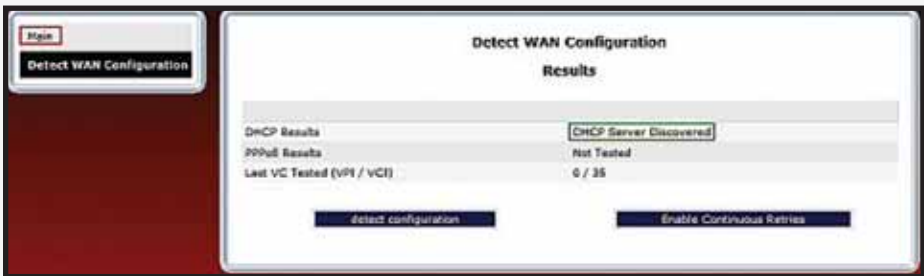 Main
Detect WAN Configuration
Detect WAN Configuration
Results
DHCP Results DHCP Server Discovered
PPPoE Results Not Tested
Last VC Tested (VPI / VCI) 0 / 35
detect configuration Enable Continuous Retries